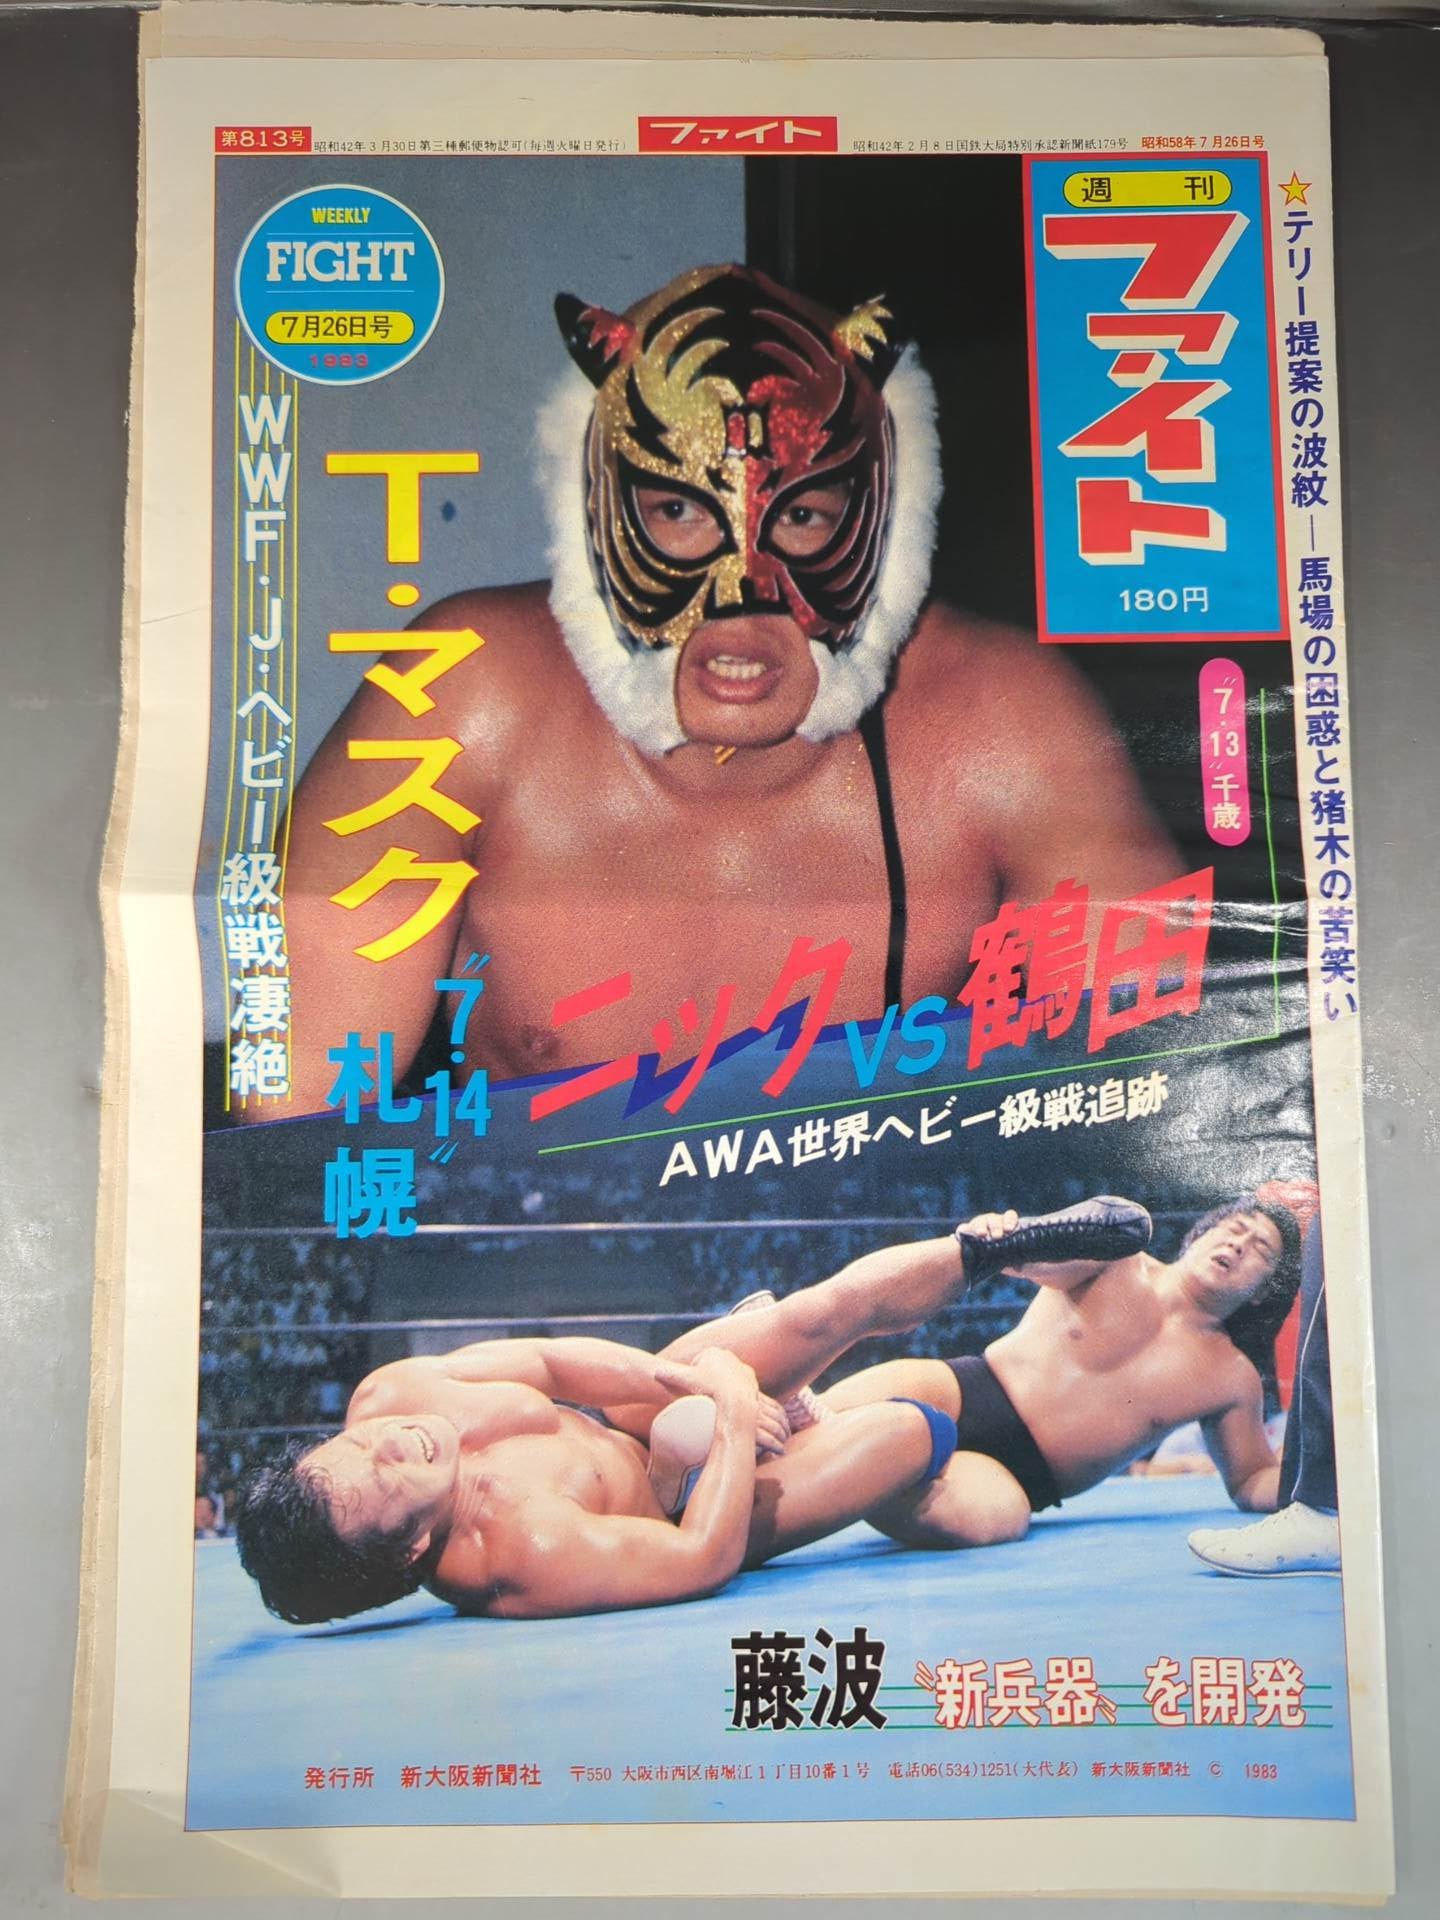 第813号
昭和42年3月30日第三種郵便物認可(毎週火曜日発行)
ファイト
昭和42年2月8日国鉄大局特別承認新聞紙179号
昭和58年7月26日号
WEEKLY
FIGHT
7月26日号
1983
週刊
ファイト
180円
★テリー提案の波紋―馬場の困惑と猪木の苦笑い
WWF・J・ヘビー級戦凄絶
T・マスク
"7・14"
札幌
"7・13"千歳
ニックVS鶴田
AWA世界ヘビー級戦追跡
藤波"新兵器"を開発
発行所 新大阪新聞社 〒550 大阪市西区南堀江1丁目10番1号 電話06(534)1251(大代表) 新大阪新聞社 © 1983